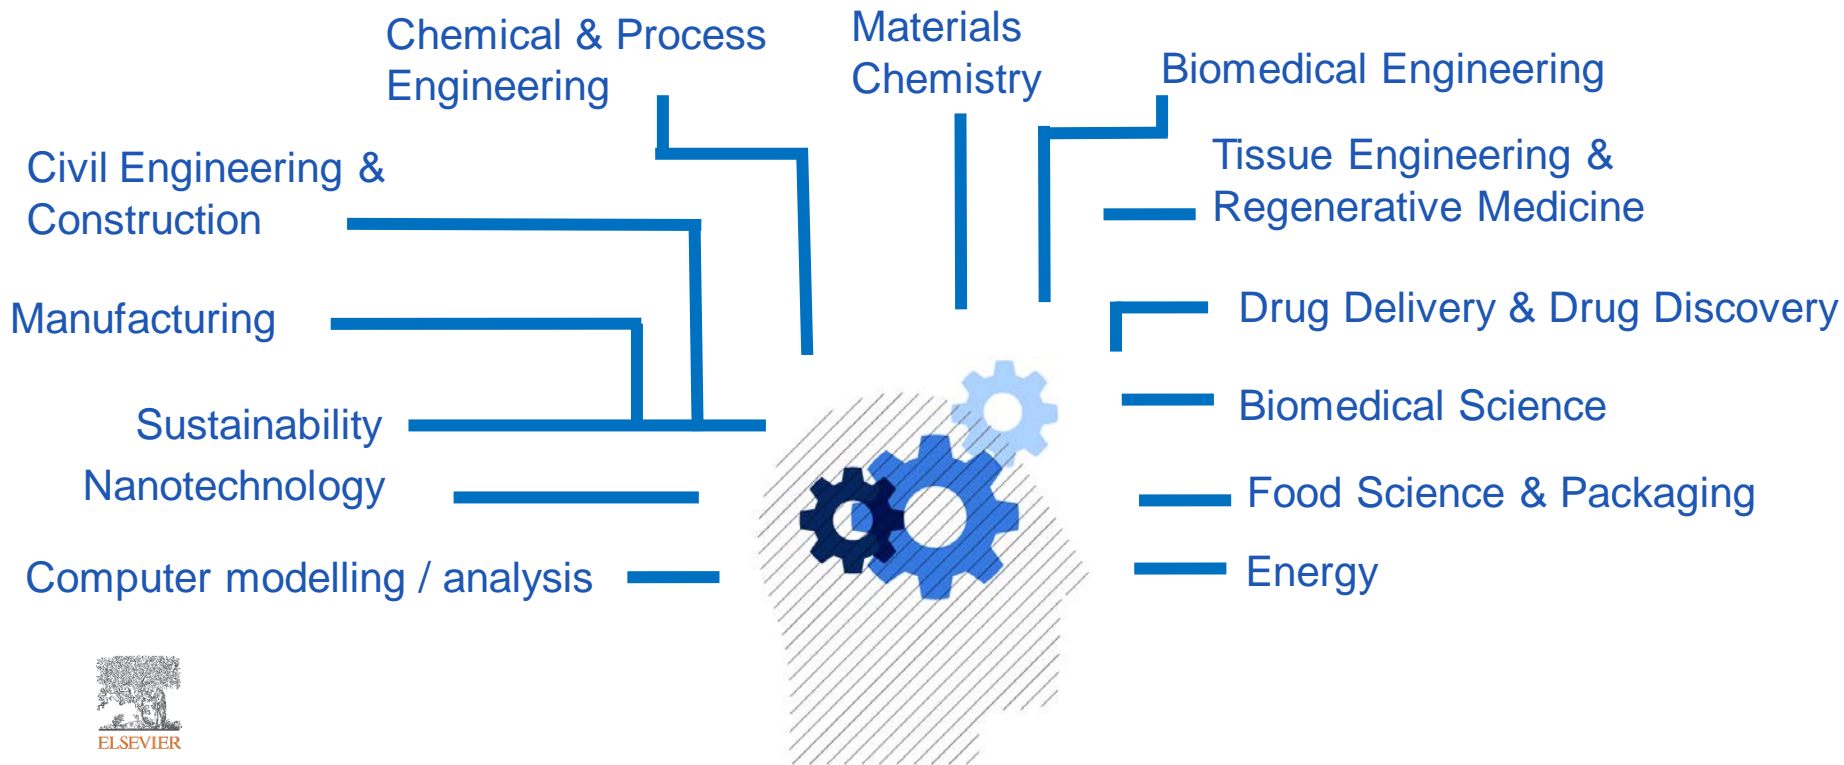 Chemical & Process
Engineering
Materials
Chemistry
Biomedical Engineering
Civil Engineering &
Construction
Tissue Engineering &
Regenerative Medicine
Manufacturing
Drug Delivery & Drug Discovery
Sustainability
Biomedical Science
Nanotechnology
Food Science & Packaging
Computer modelling / analysis
Energy
ELSEVIER